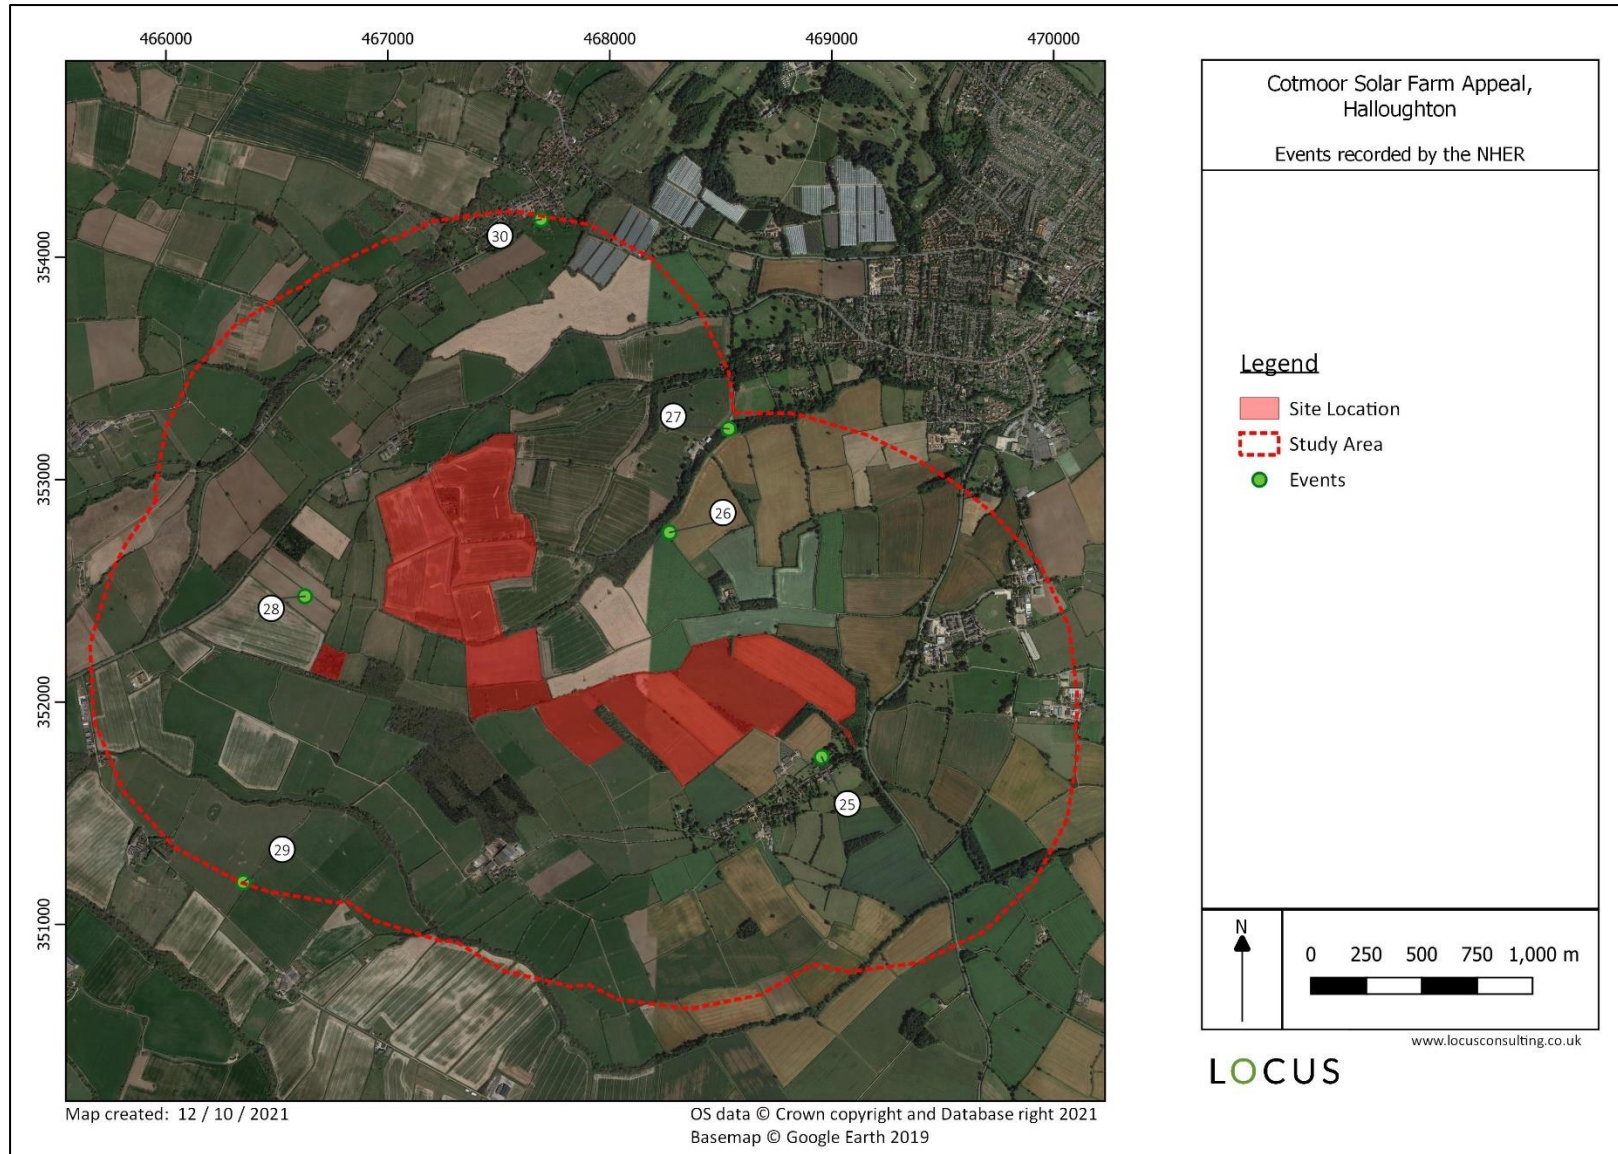 466000 467000 468000 469000 470000
354000
353000
352000
351000
30
27
26
28
25
29
Map created: 12 / 10 / 2021
OS data © Crown copyright and Database right 2021
Basemap © Google Earth 2019
Cotmoor Solar Farm Appeal,
Halloughton
Events recorded by the NHER
Legend
Site Location
Study Area
Events
N
0 250 500 750 1,000 m
www.locusconsulting.co.uk
LOCUS